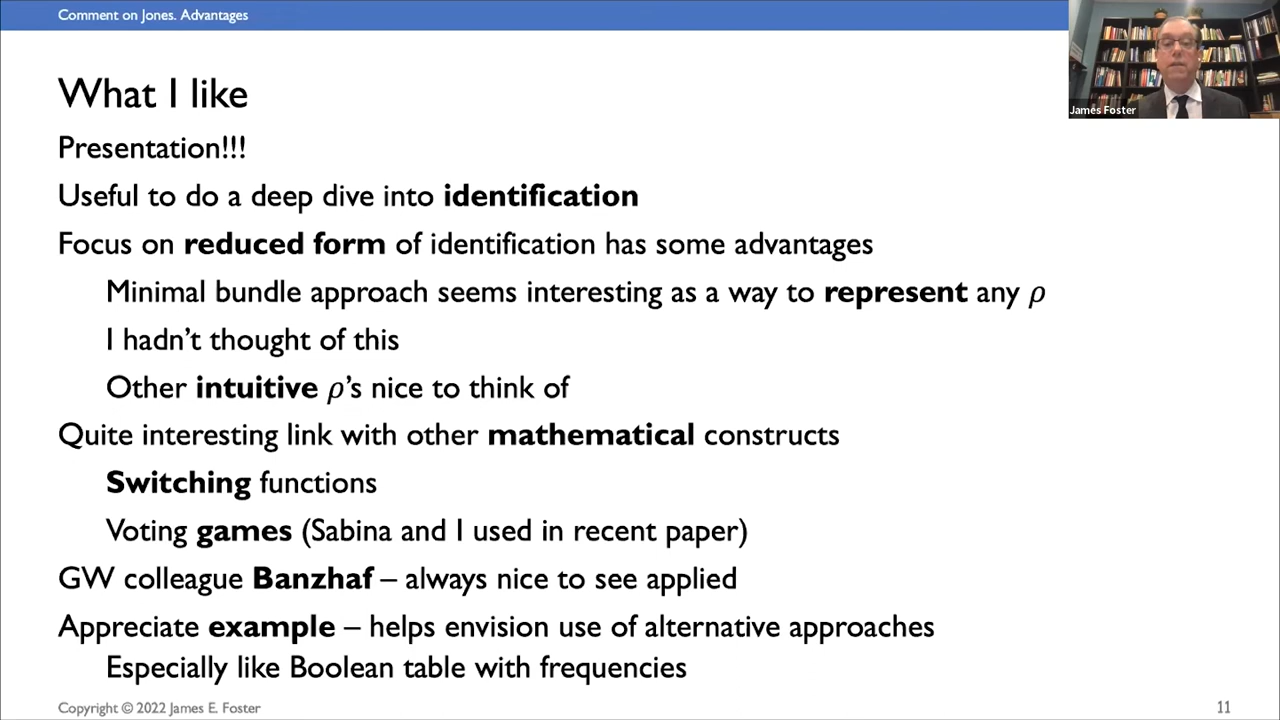 Comment on Jones. Advantages
James Foster
What I like
Presentation!!!
Useful to do a deep dive into identification
Focus on reduced form of identification has some advantages
Minimal bundle approach seems interesting as a way to represent any ρ
I hadn’t thought of this
Other intuitive ρ’s nice to think of
Quite interesting link with other mathematical constructs
Switching functions
Voting games (Sabina and I used in recent paper)
GW colleague Banzhaf – always nice to see applied
Appreciate example – helps envision use of alternative approaches
Especially like Boolean table with frequencies
Copyright © 2022 James E. Foster
11